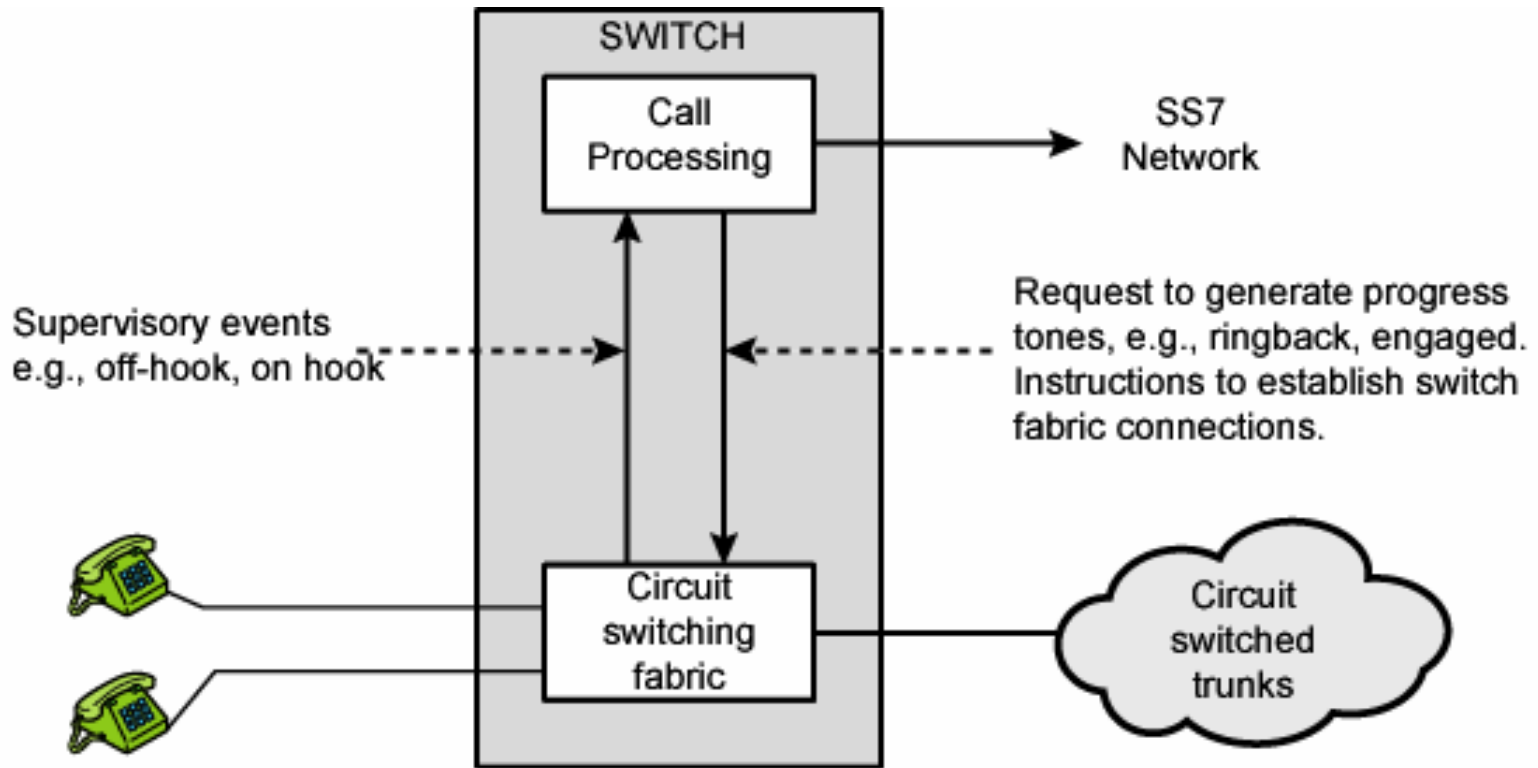 SWITCH
Call
Processing
SS7
Network
Supervisory events
e.g., off-hook, on hook
Request to generate progress
tones, e.g., ringback, engaged.
Instructions to establish switch
fabric connections.
Circuit
switching
fabric
Circuit
switched
trunks